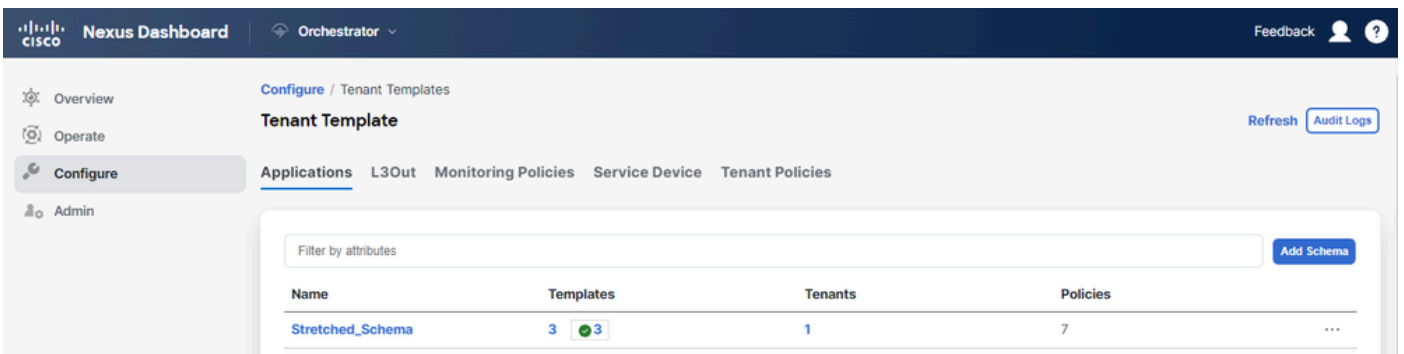 CISCO Nexus Dashboard Orchestrator Feedback ?
Overview
Operate
Configure
Admin
Configure / Tenant Templates
Tenant Template
Refresh Audit Logs
Applications L3Out Monitoring Policies Service Device Tenant Policies
Filter by attributes Add Schema
Name Templates Tenants Policies
Stretched_Schema 3 3 1 7 ...